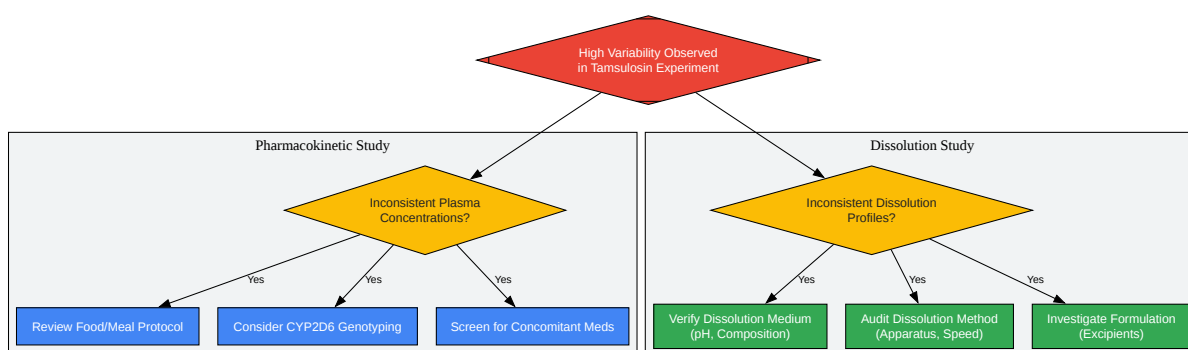 High Variability Observed
in Tamsulosin Experiment
Pharmacokinetic Study
Inconsistent Plasma
Concentrations?
Yes
Yes
Yes
Review Food/Meal Protocol
Consider CYP2D6 Genotyping
Screen for Concomitant Meds
Dissolution Study
Inconsistent Dissolution
Profiles?
Yes
Yes
Yes
Verify Dissolution Medium
(pH, Composition)
Audit Dissolution Method
(Apparatus, Speed)
Investigate Formulation
(Excipients)